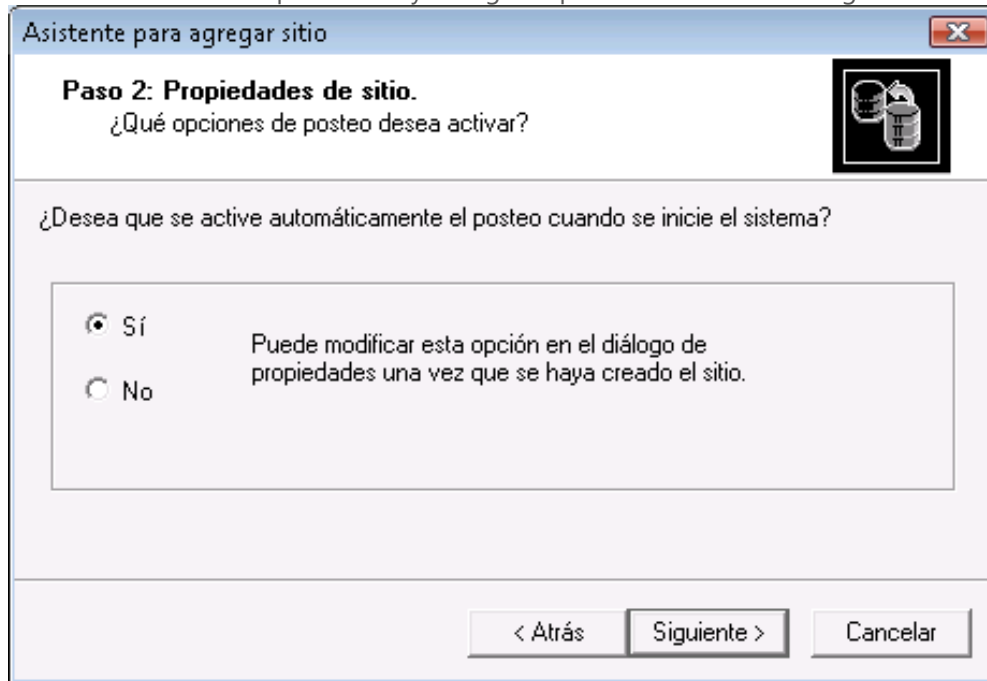 Asistente para agregar sitio
Paso 2: Propiedades de sitio.
¿Qué opciones de posteo desea activar?
¿Desea que se active automáticamente el posteo cuando se inicie el sistema?
Sí
Puede modificar esta opción en el diálogo de
propiedades una vez que se haya creado el sitio.
No
< Atrás
Siguiente >
Cancelar